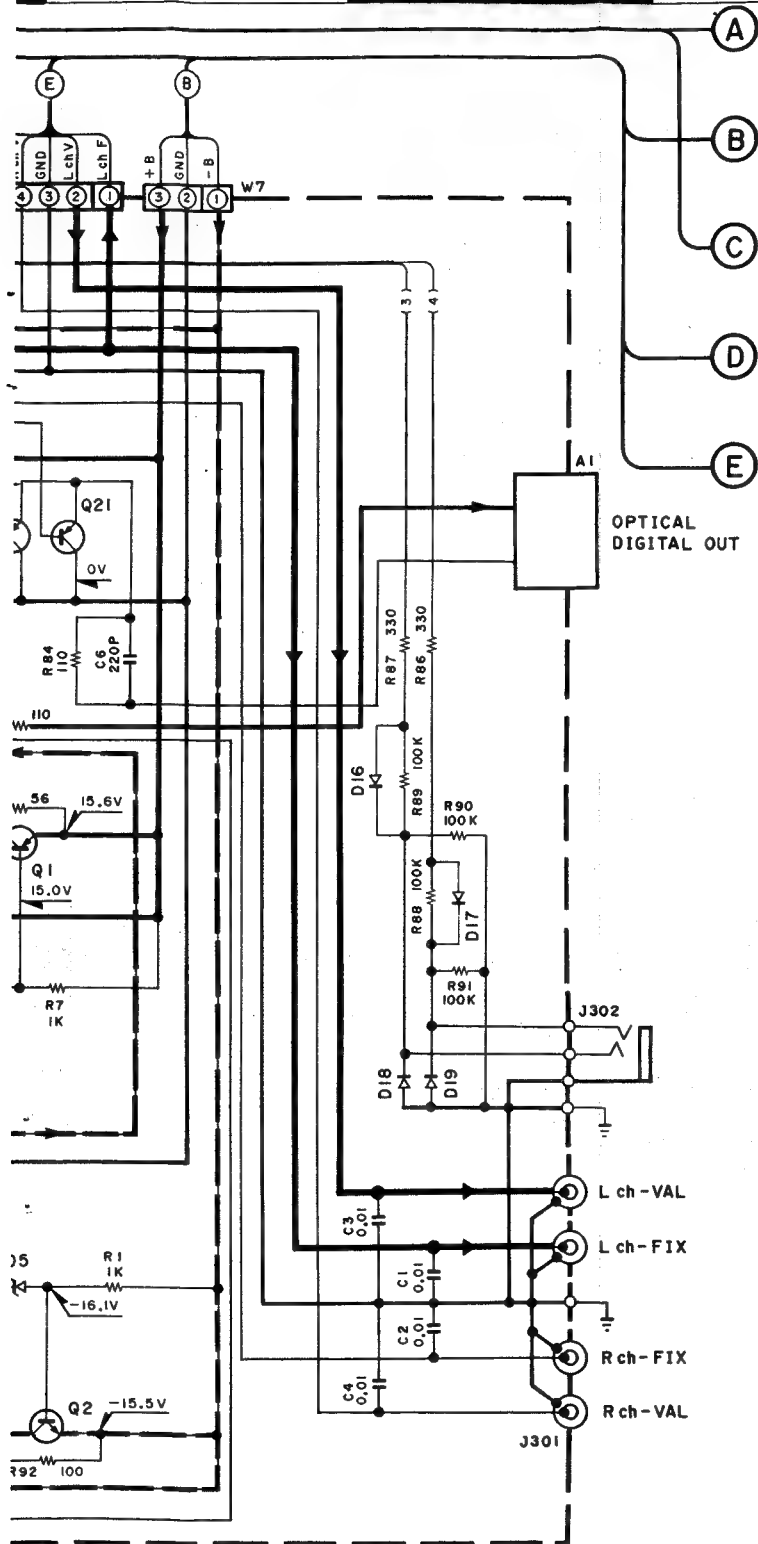 A
E
B
B
GND
L ch V
L ch F
+B
GND
-B
4
3
2
1
3
2
1
W7
C
3
4
D
E
A1
OPTICAL
DIGITAL OUT
Q21
0V
R84
110
C6
220P
R87
330
R86
330
110
D16
100K
R89
R90
100K
56
15.6V
Q1
15.0V
100K
R88
D17
R91
100K
R7
1K
J302
D18
D19
L ch-VAL
C3
0.01
L ch-FIX
C1
0.01
05
R1
1K
-16.1V
C2
0.01
R ch-FIX
C4
0.01
R ch-VAL
Q2
-15.5V
J301
R92
100